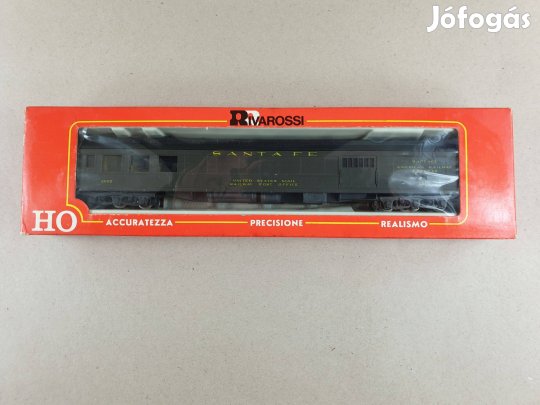 Jófogás
RIVAROSSI
SANTA FE
UNITED STATES MAIL
RAILWAY POST OFFICE
HO
ACCURATEZZA
PRECISIONE
REALISMO